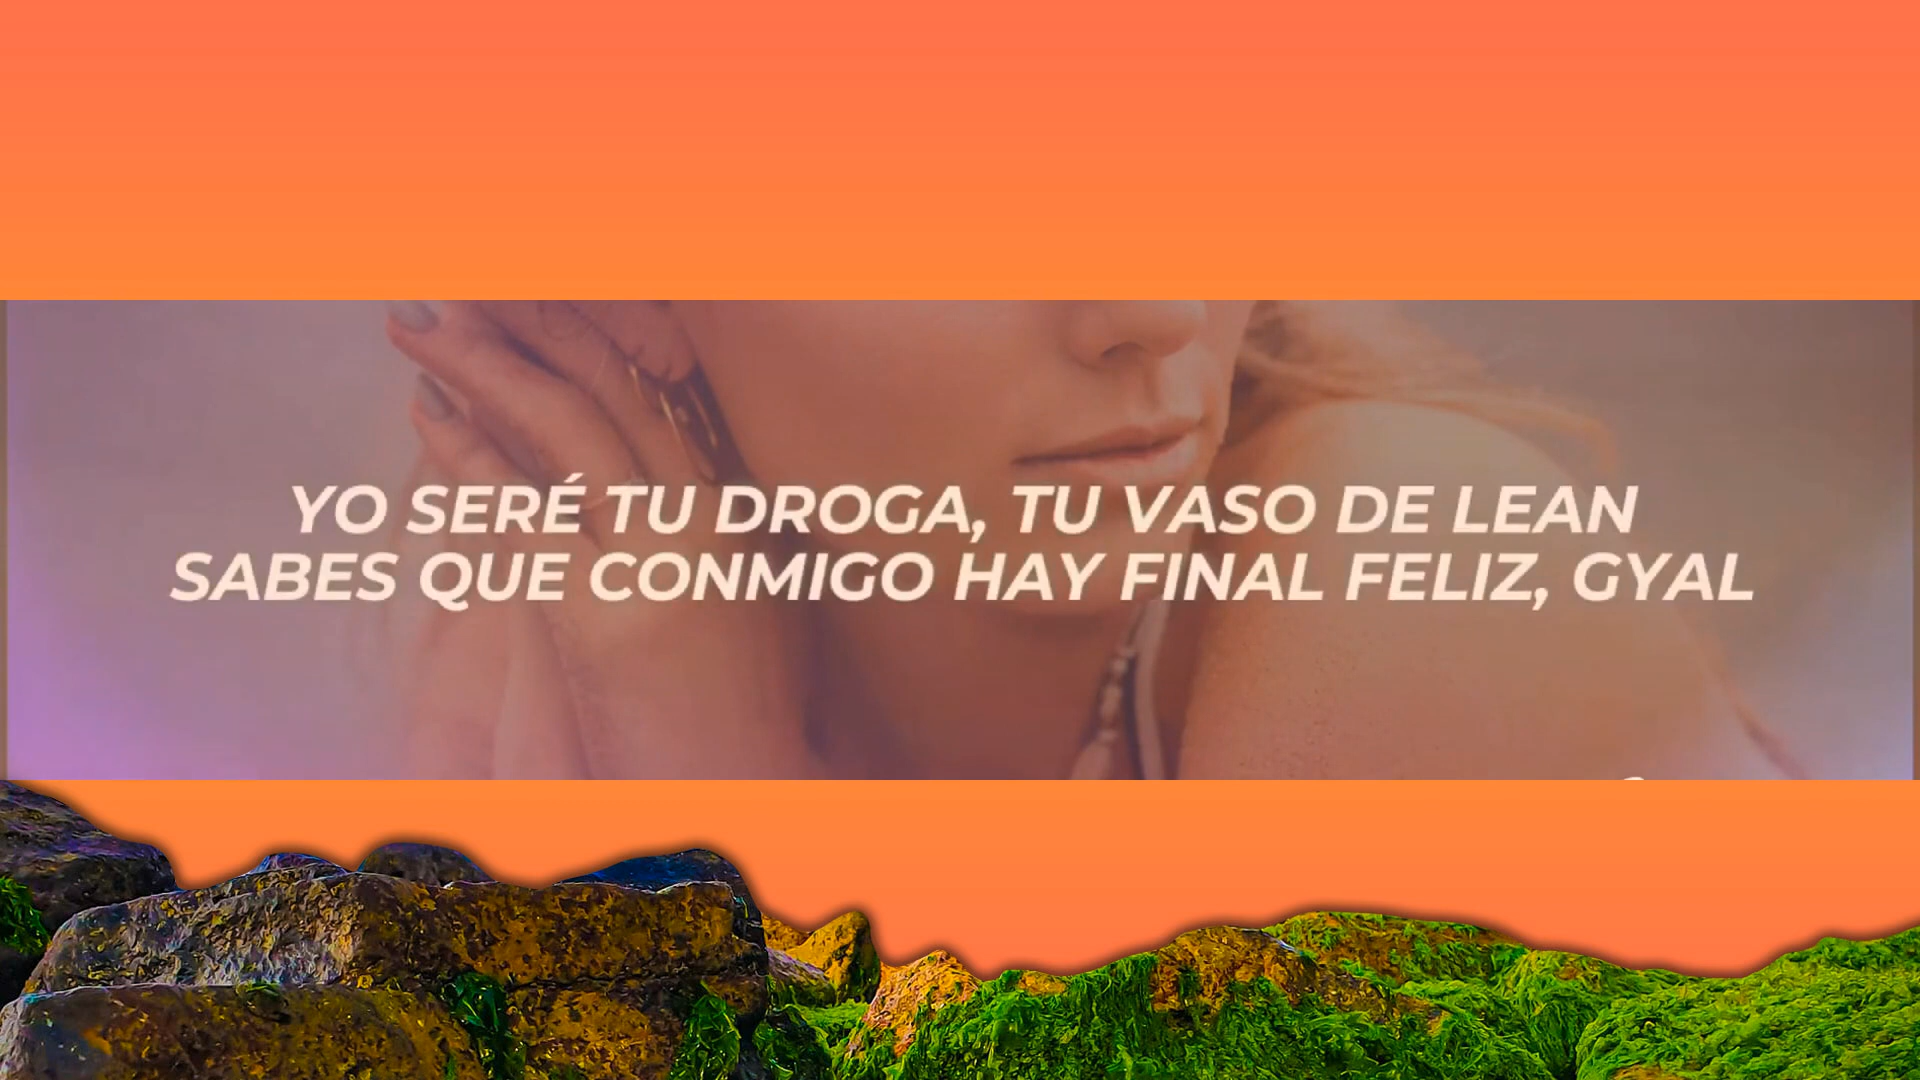 YO SERÉ TU DROGA, TU VASO DE LEAN
SABES QUE CONMIGO HAY FINAL FELIZ, GYAL